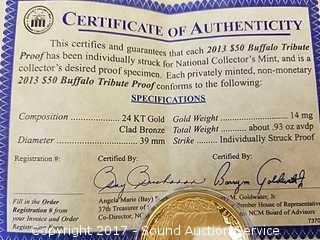 CERTIFICATE OF AUTHENTICITY
This certifies and guarantees that each 2013 $50 Buffalo Tribute
Proof has been individually struck for National Collector's Mint, and is a
collector's desired proof specimen. Each privately minted, non-monetary
2013 $50 Buffalo Tribute Proof conforms to the following:
SPECIFICATIONS
Composition 24 KT Gold Gold Weight 14 mg
Clad Bronze Total Weight about .93 oz avdp
Diameter 39 mm Strike Individually Struck Proof
Registration #: Certified By: Certified By:
Fill in the Order Angela Marie (Bay) M. Goldwater, Jr.
Registration # from 37th Treasurer of ber House of Representative
your Invoice and Co-Director, NC NCM Board of Advisors
Order
7370
Copyright 2017 - SoundAuctionService.com